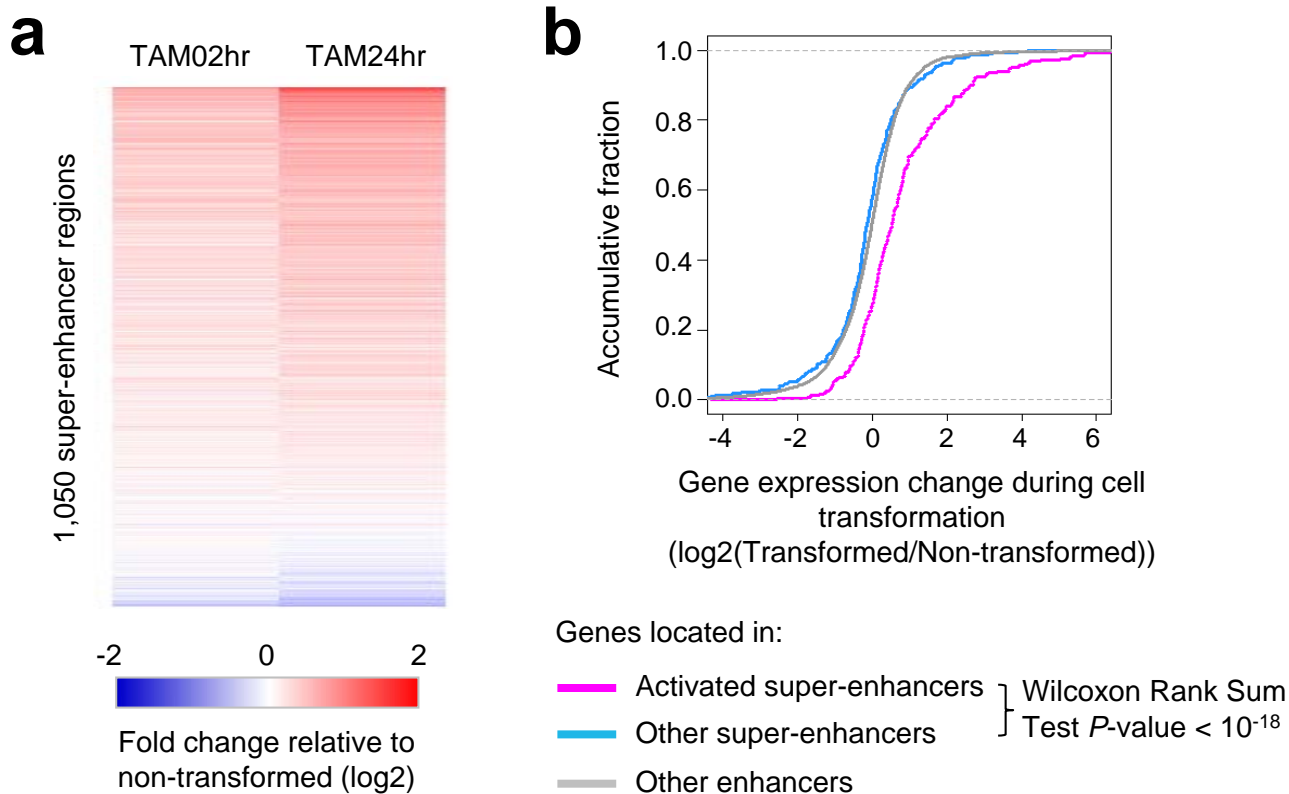 a
TAM02hr TAM24hr
1,050 super-enhancer regions
-2 0 2
Fold change relative to
non-transformed (log2)
b
Accumulative fraction
1.0
0.8
0.6
0.4
0.2
0.0
-4 -2 0 2 4 6
Gene expression change during cell
transformation
(log2(Transformed/Non-transformed))
Genes located in:
Activated super-enhancers
Other super-enhancers
Other enhancers
Wilcoxon Rank Sum
Test P-value < 10⁻¹⁸